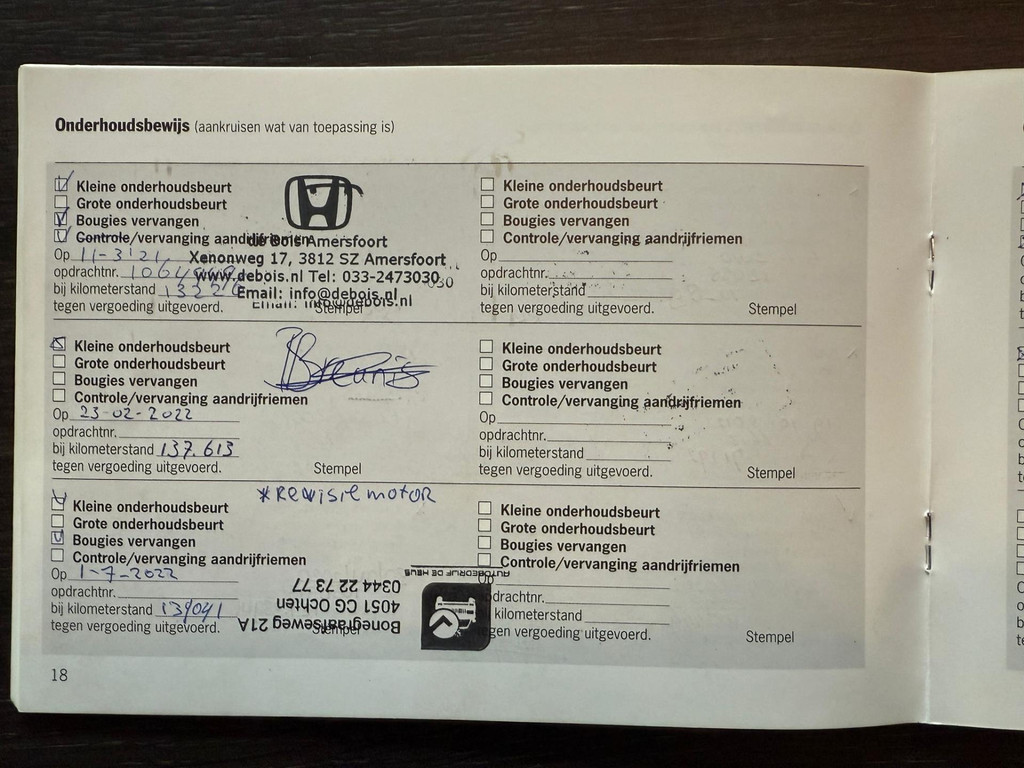 Onderhoudsbewijs (aankruisen wat van toepassing is)
Kleine onderhoudsbeurt
Grote onderhoudsbeurt
Bougies vervangen
Controle/vervanging aandrijfriemen
Op 11-3'21
opdrachtnr.
bij kilometerstand
tegen vergoeding uitgevoerd. Stempel
de Bois Amersfoort
Xenonweg 17, 3812 SZ Amersfoort
www.debois.nl Tel: 033-2473030
Email: info@debois.nl
Kleine onderhoudsbeurt
Grote onderhoudsbeurt
Bougies vervangen
Controle/vervanging aandrijfriemen
Op
opdrachtnr.
bij kilometerstand
tegen vergoeding uitgevoerd. Stempel
Kleine onderhoudsbeurt
Grote onderhoudsbeurt
Bougies vervangen
Controle/vervanging aandrijfriemen
Op 23-02-2022
opdrachtnr.
bij kilometerstand 137.613
tegen vergoeding uitgevoerd. Stempel
Kleine onderhoudsbeurt
Grote onderhoudsbeurt
Bougies vervangen
Controle/vervanging aandrijfriemen
Op
opdrachtnr.
bij kilometerstand
tegen vergoeding uitgevoerd. Stempel
*Revisie motor
Kleine onderhoudsbeurt
Grote onderhoudsbeurt
Bougies vervangen
Controle/vervanging aandrijfriemen
Op 1-7-2022
opdrachtnr.
bij kilometerstand 139041
tegen vergoeding uitgevoerd. Stempel
AUTOBEDRIJF DE HEUS
Bonegraafseweg 21A
4051 CG Ochten
0344 22 73 77
Kleine onderhoudsbeurt
Grote onderhoudsbeurt
Bougies vervangen
Controle/vervanging aandrijfriemen
Op
opdrachtnr.
kilometerstand
tegen vergoeding uitgevoerd. Stempel
18